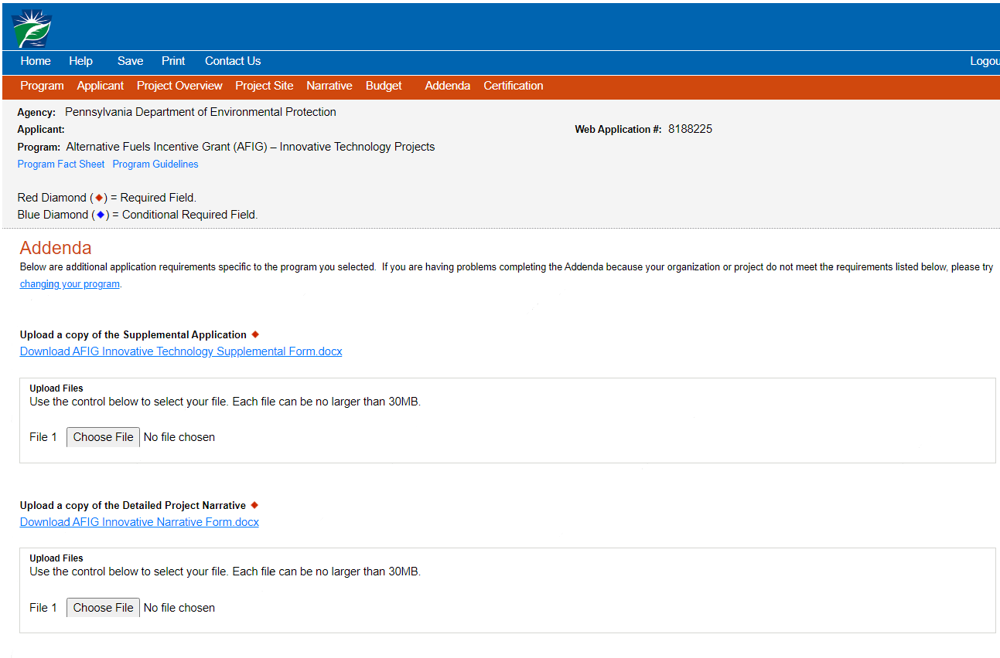 Home Help Save Print Contact Us Logou
Program Applicant Project Overview Project Site Narrative Budget Addenda Certification
Agency: Pennsylvania Department of Environmental Protection
Applicant: Web Application #: 8188225
Program: Alternative Fuels Incentive Grant (AFIG) – Innovative Technology Projects
Program Fact Sheet Program Guidelines
Red Diamond (◆) = Required Field.
Blue Diamond (◆) = Conditional Required Field.
Addenda
Below are additional application requirements specific to the program you selected. If you are having problems completing the Addenda because your organization or project do not meet the requirements listed below, please try
changing your program.
Upload a copy of the Supplemental Application ◆
Download AFIG Innovative Technology Supplemental Form.docx
Upload Files
Use the control below to select your file. Each file can be no larger than 30MB.
File 1 Choose File No file chosen
Upload a copy of the Detailed Project Narrative ◆
Download AFIG Innovative Narrative Form.docx
Upload Files
Use the control below to select your file. Each file can be no larger than 30MB.
File 1 Choose File No file chosen